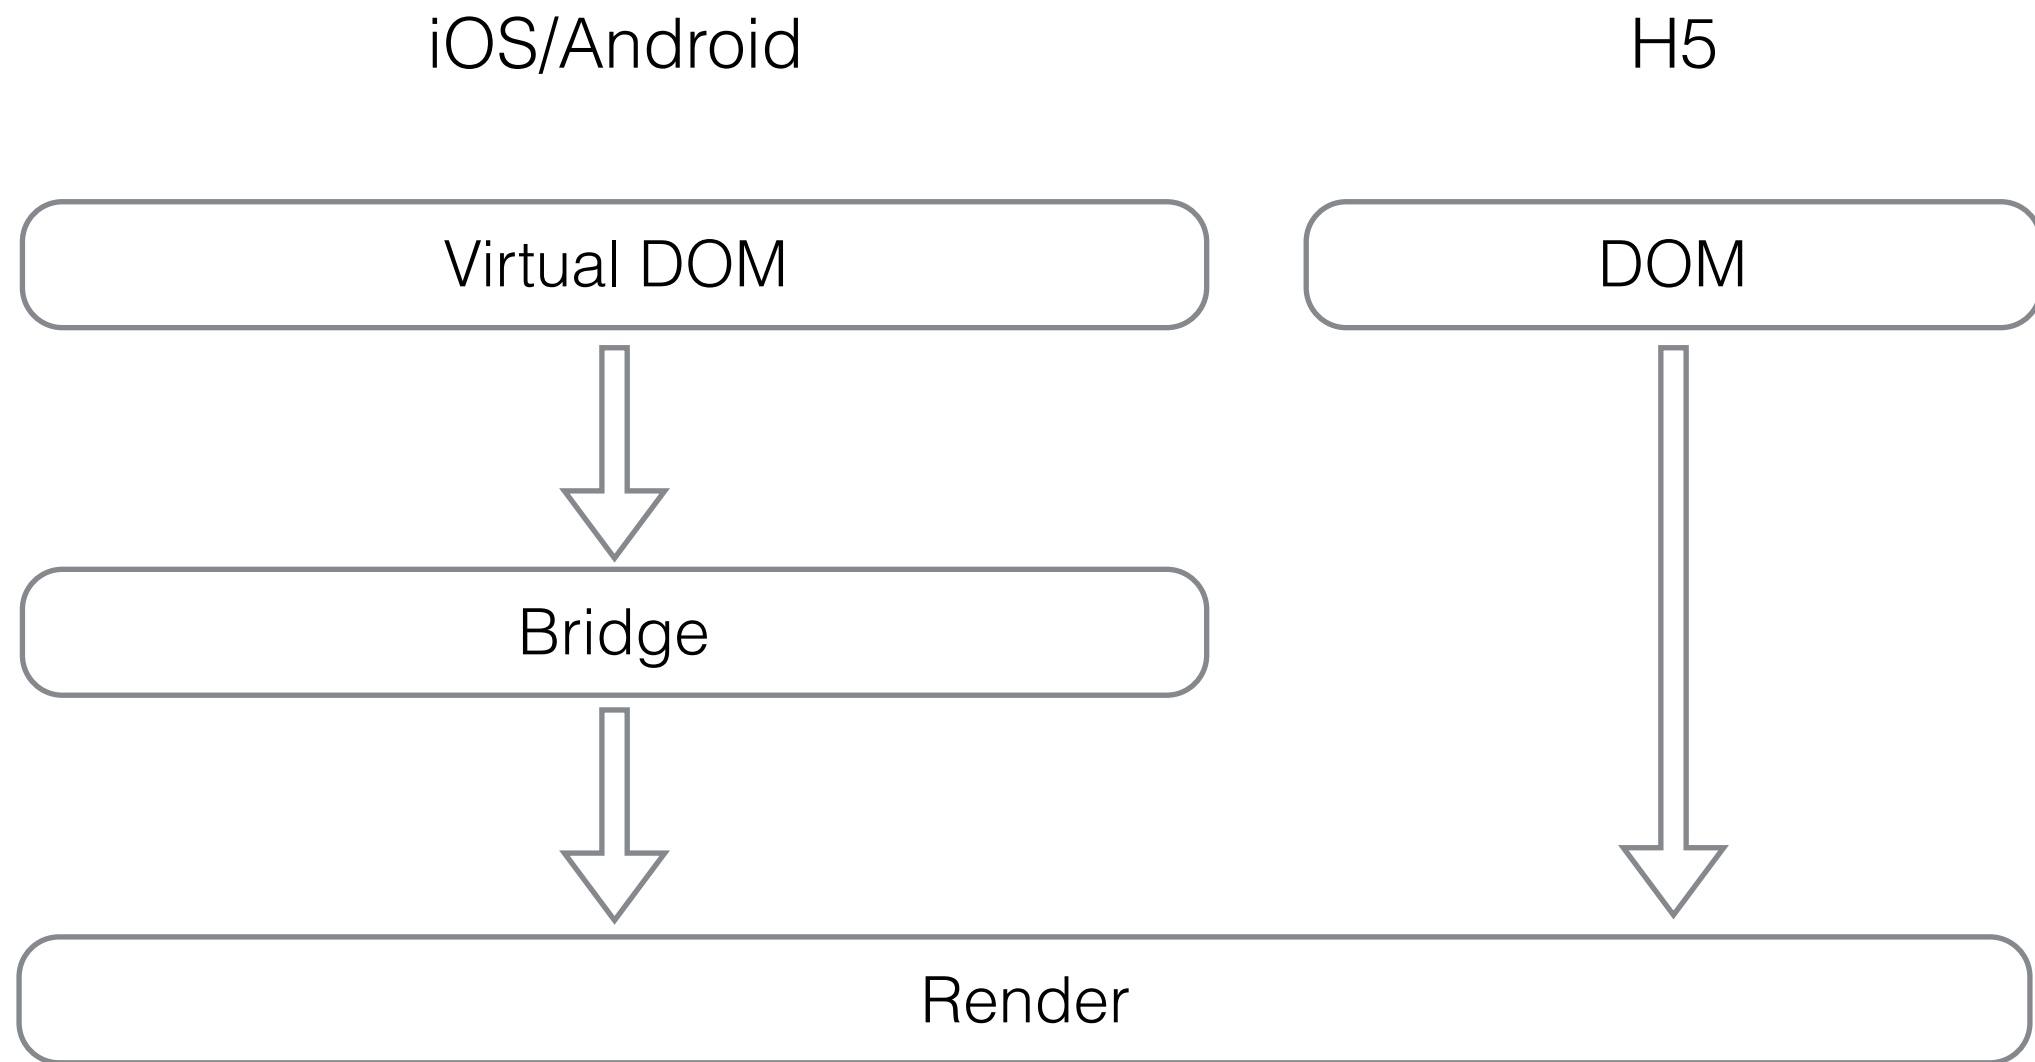 iOS/Android
H5
Virtual DOM
DOM
Bridge
Render